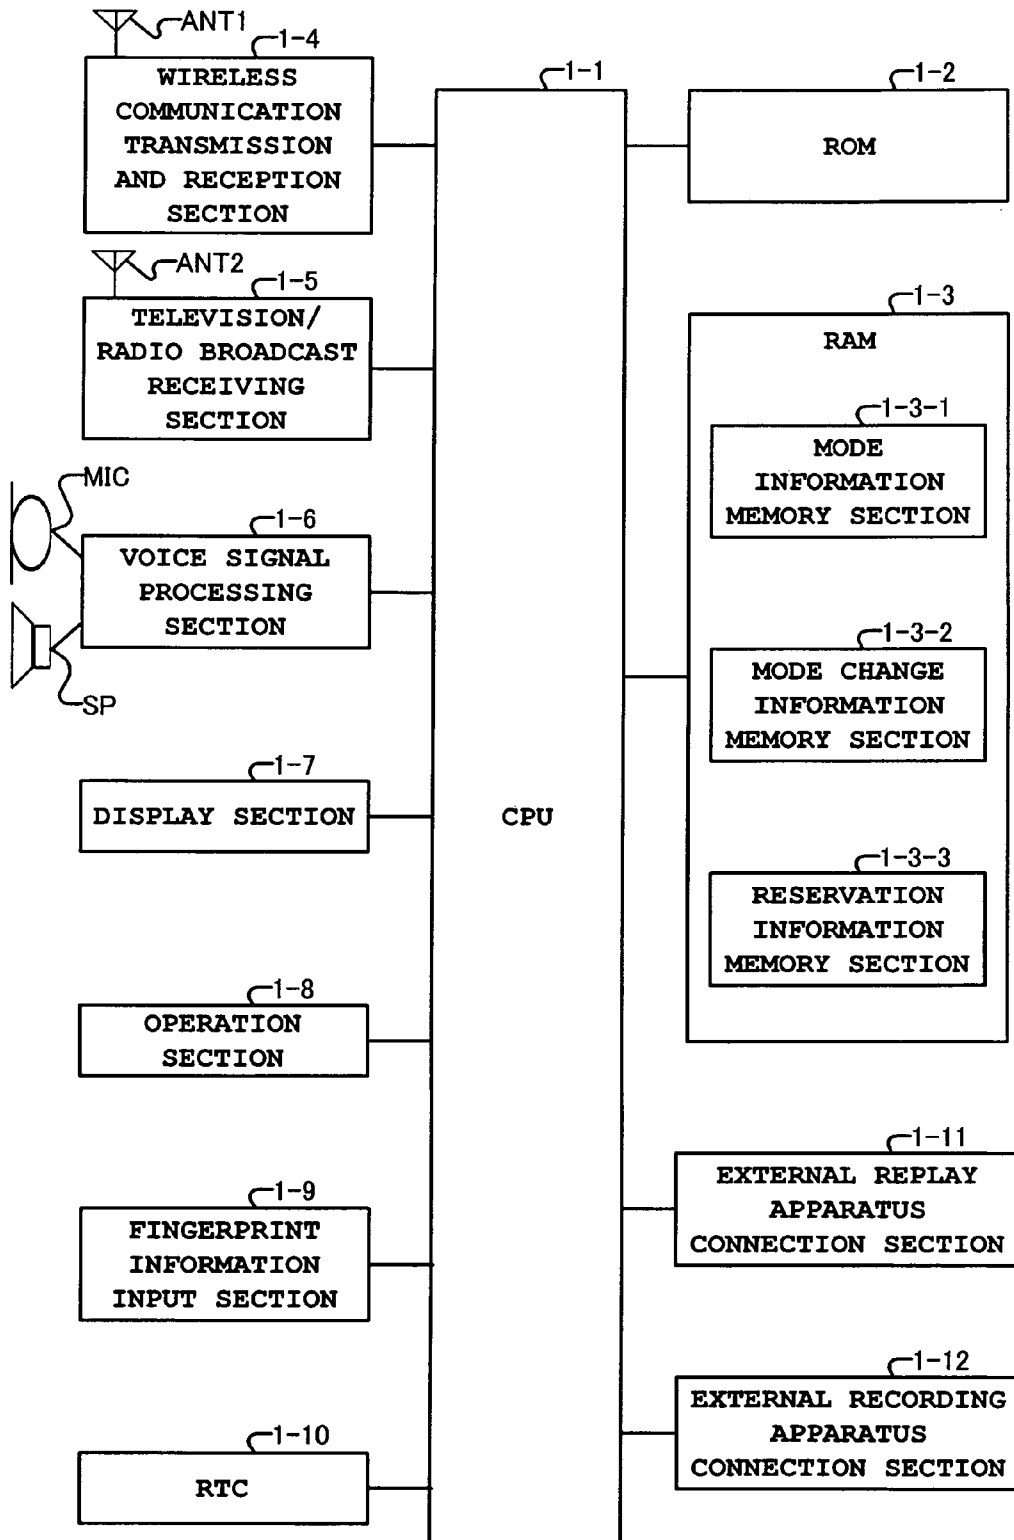 ANT1
1-4
WIRELESS
COMMUNICATION
TRANSMISSION
AND RECEPTION
SECTION
ANT2
1-5
TELEVISION/
RADIO BROADCAST
RECEIVING
SECTION
MIC
1-6
VOICE SIGNAL
PROCESSING
SECTION
SP
1-7
DISPLAY SECTION
1-8
OPERATION
SECTION
1-9
FINGERPRINT
INFORMATION
INPUT SECTION
1-10
RTC
1-1
CPU
1-2
ROM
1-3
RAM
1-3-1
MODE
INFORMATION
MEMORY SECTION
1-3-2
MODE CHANGE
INFORMATION
MEMORY SECTION
1-3-3
RESERVATION
INFORMATION
MEMORY SECTION
1-11
EXTERNAL REPLAY
APPARATUS
CONNECTION SECTION
1-12
EXTERNAL RECORDING
APPARATUS
CONNECTION SECTION